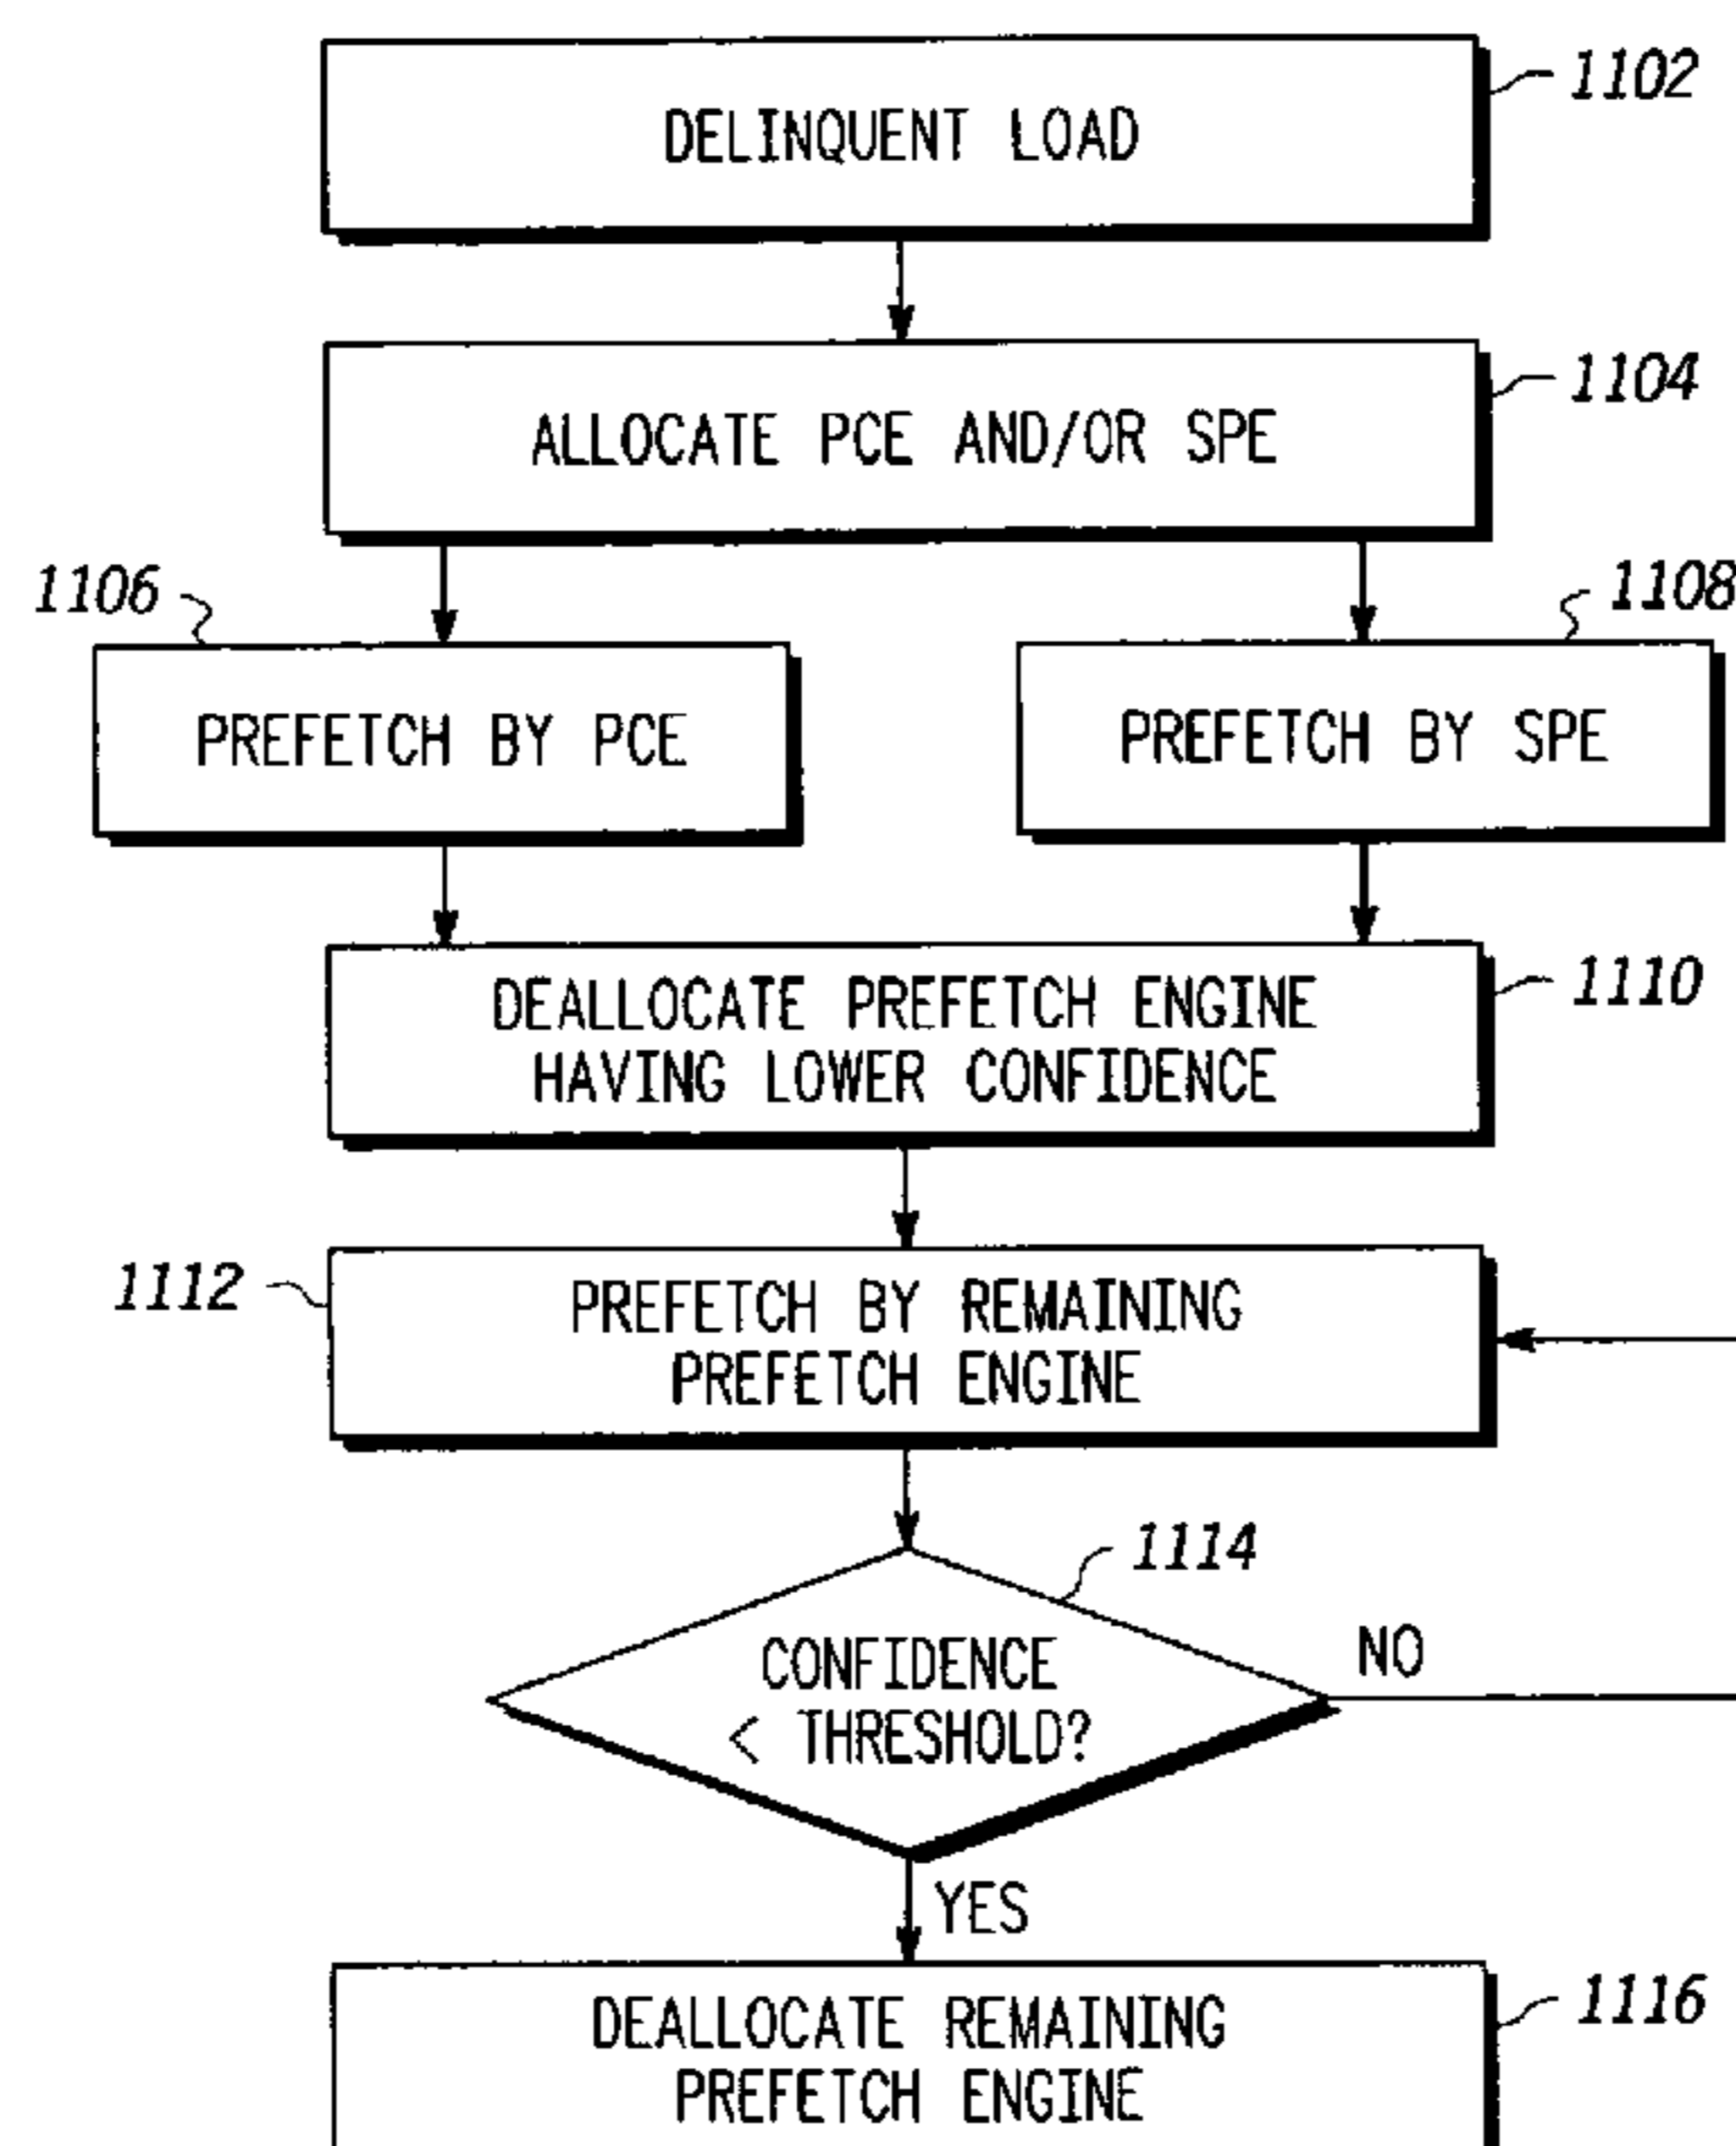 1102
DELINQUENT LOAD
1104
ALLOCATE PCE AND/OR SPE
1106
1108
PREFETCH BY PCE
PREFETCH BY SPE
1110
DEALLOCATE PREFETCH ENGINE
HAVING LOWER CONFIDENCE
1112
PREFETCH BY REMAINING
PREFETCH ENGINE
1114
CONFIDENCE
< THRESHOLD?
NO
YES
1116
DEALLOCATE REMAINING
PREFETCH ENGINE